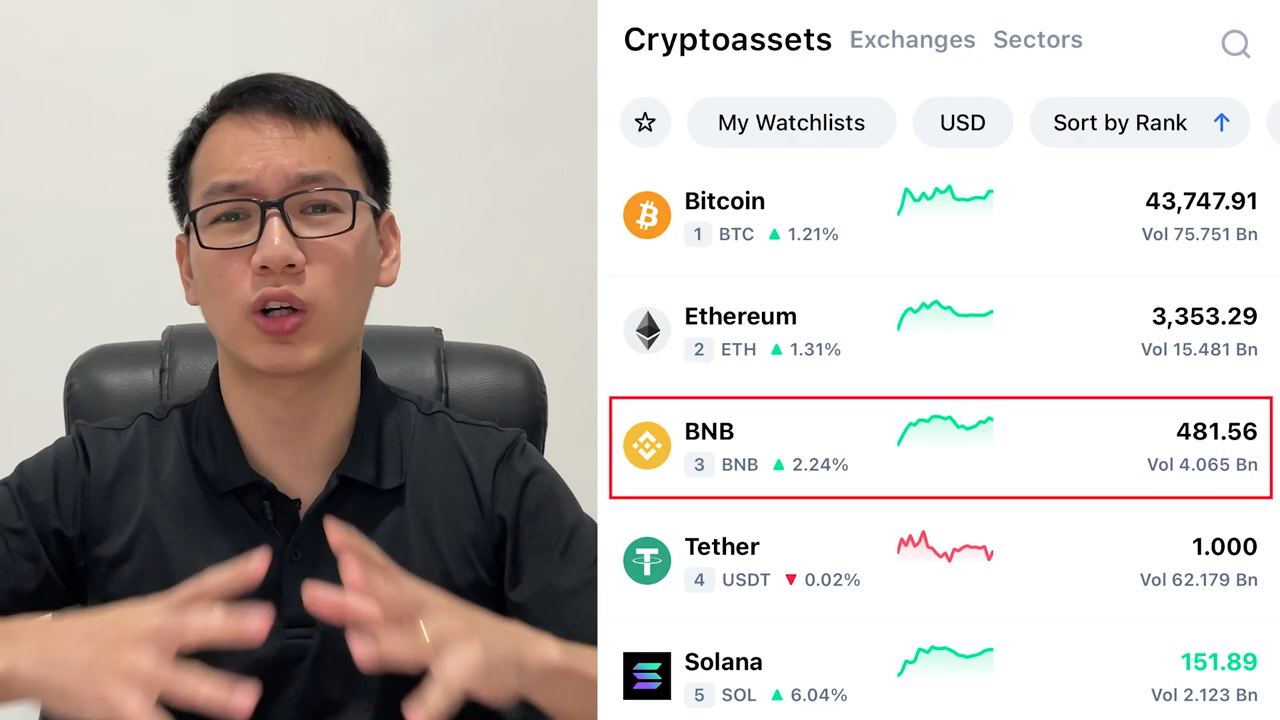 Cryptoassets Exchanges Sectors
My Watchlists USD Sort by Rank ↑
Bitcoin 43,747.91
1 BTC ▲ 1.21% Vol 75.751 Bn
Ethereum 3,353.29
2 ETH ▲ 1.31% Vol 15.481 Bn
BNB 481.56
3 BNB ▲ 2.24% Vol 4.065 Bn
Tether 1.000
4 USDT ▼ 0.02% Vol 62.179 Bn
Solana 151.89
5 SOL ▲ 6.04% Vol 2.123 Bn